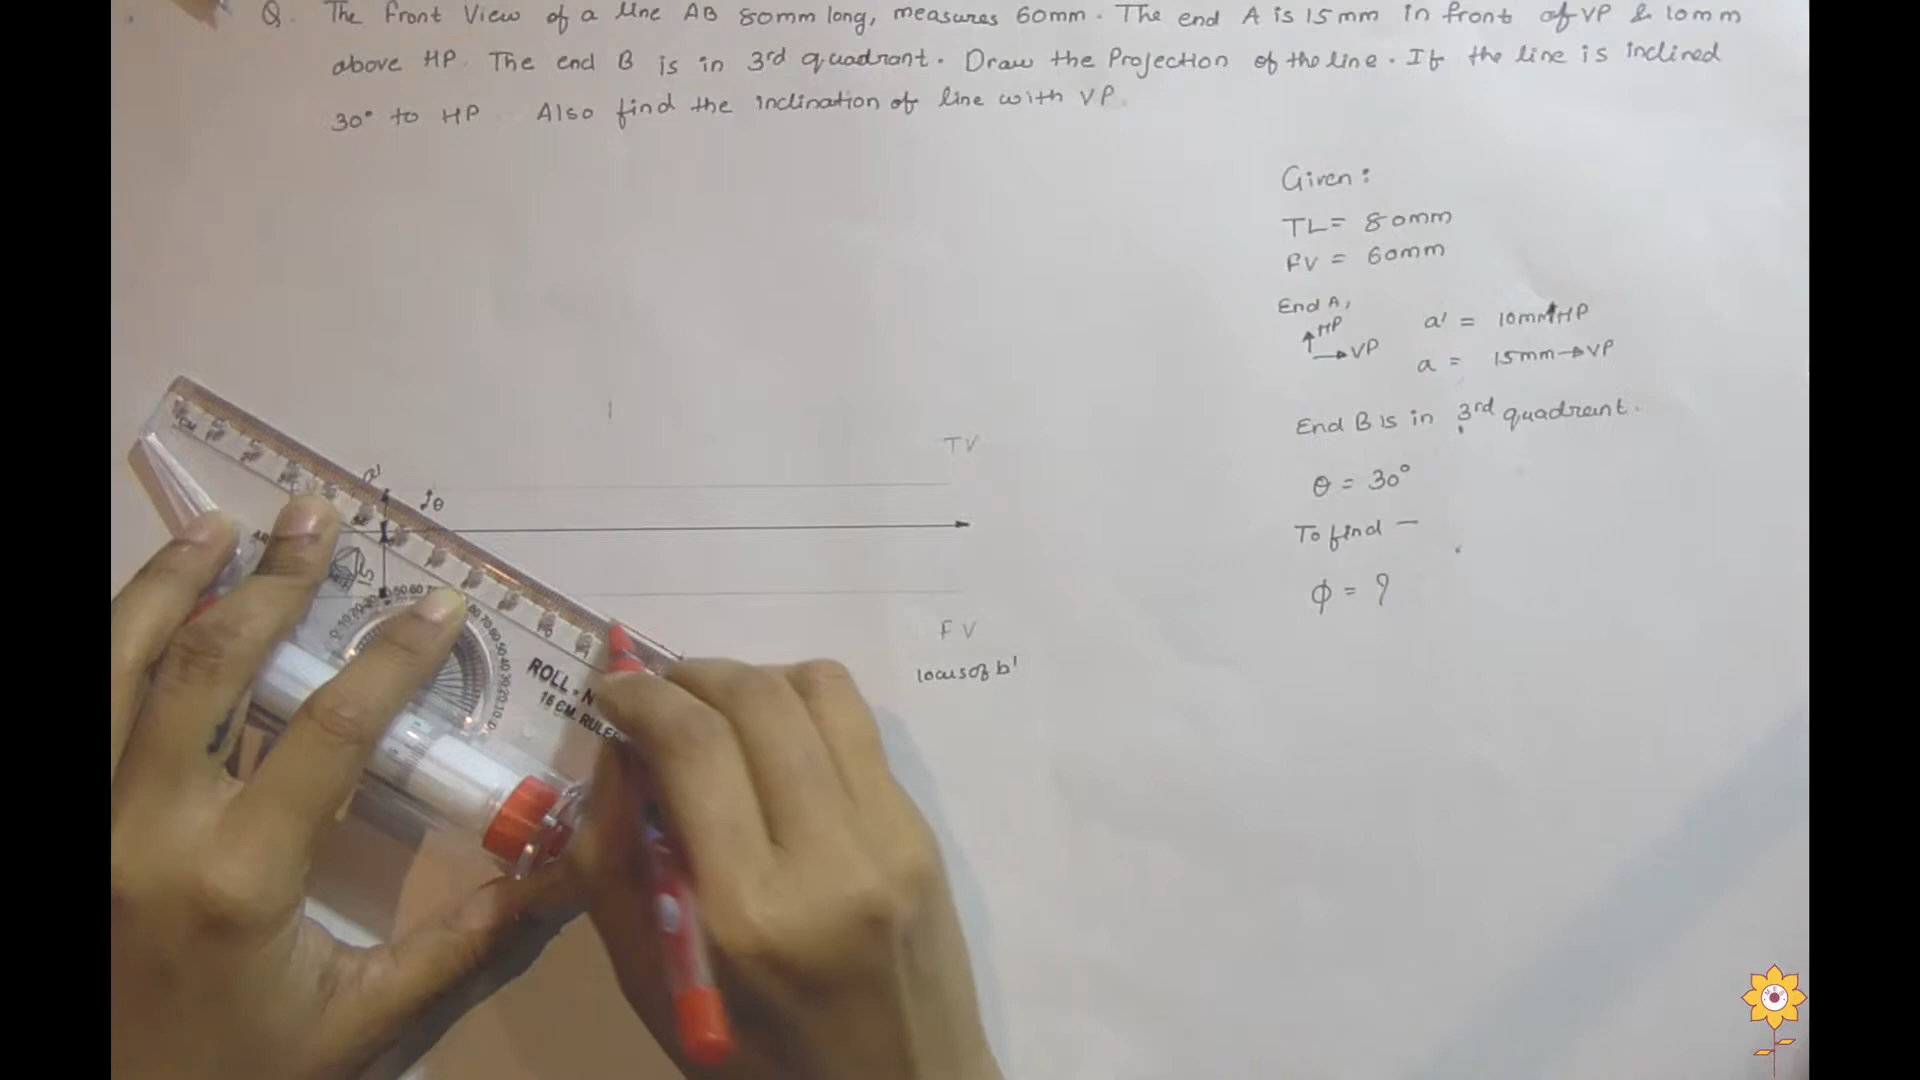 Q. The Front View of a line AB 80mm long, measures 60mm. The end A is 15 mm in front of VP & 10mm
above HP. The end B is in 3rd quadrant. Draw the Projection of the line. If the line is inclined
30° to HP Also find the inclination of line with VP.
Given:
TL = 80mm
FV = 60mm
End A,
↑HP a' = 10mm↑HP
→VP a = 15mm→VP
End B is in 3rd quadrant.
θ = 30°
To find —
ϕ = ?
TV
a'
θ
15
FV
locus of b'
ROLL-N
16 CM. RULE